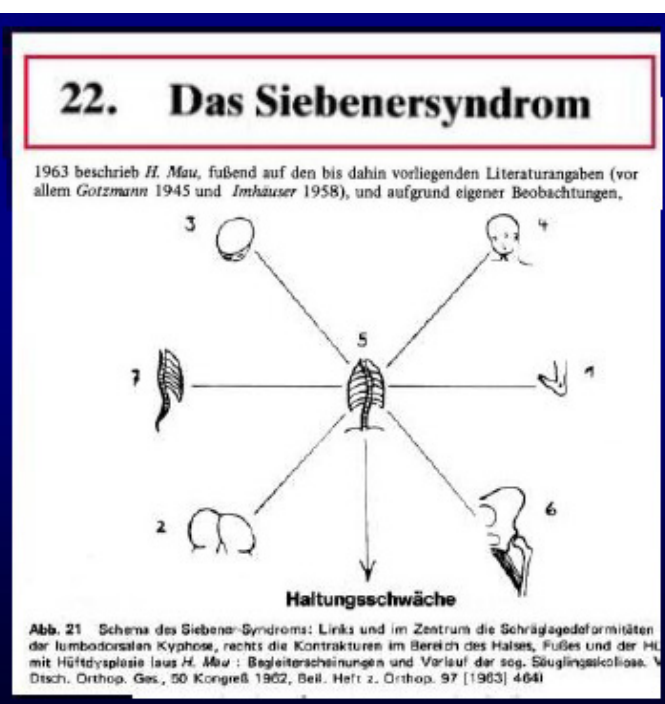 22. Das Siebenersyndrom
1963 beschrieb H. Mau, fußend auf den bis dahin vorliegenden Literaturangaben (vor
allem Gotzmann 1945 und Imhäuser 1958), und aufgrund eigener Beobachtungen,
3
4
5
7
1
2
6
Haltungsschwäche
Abb. 21 Schema des Siebener-Syndroms: Links und im Zentrum die Schräglagedeformitäten
der lumbodorsalen Kyphose, rechts die Kontrakturen im Bereich des Halses, Fußes und der
mit Hüftdysplasie (aus H. Mau: Begleiterscheinungen und Verlauf der sog. Säuglingsskoliose.
Dtsch. Orthop. Ges., 50 Kongreß 1962, Beil. Heft z. Orthop. 97 [1963] 464)